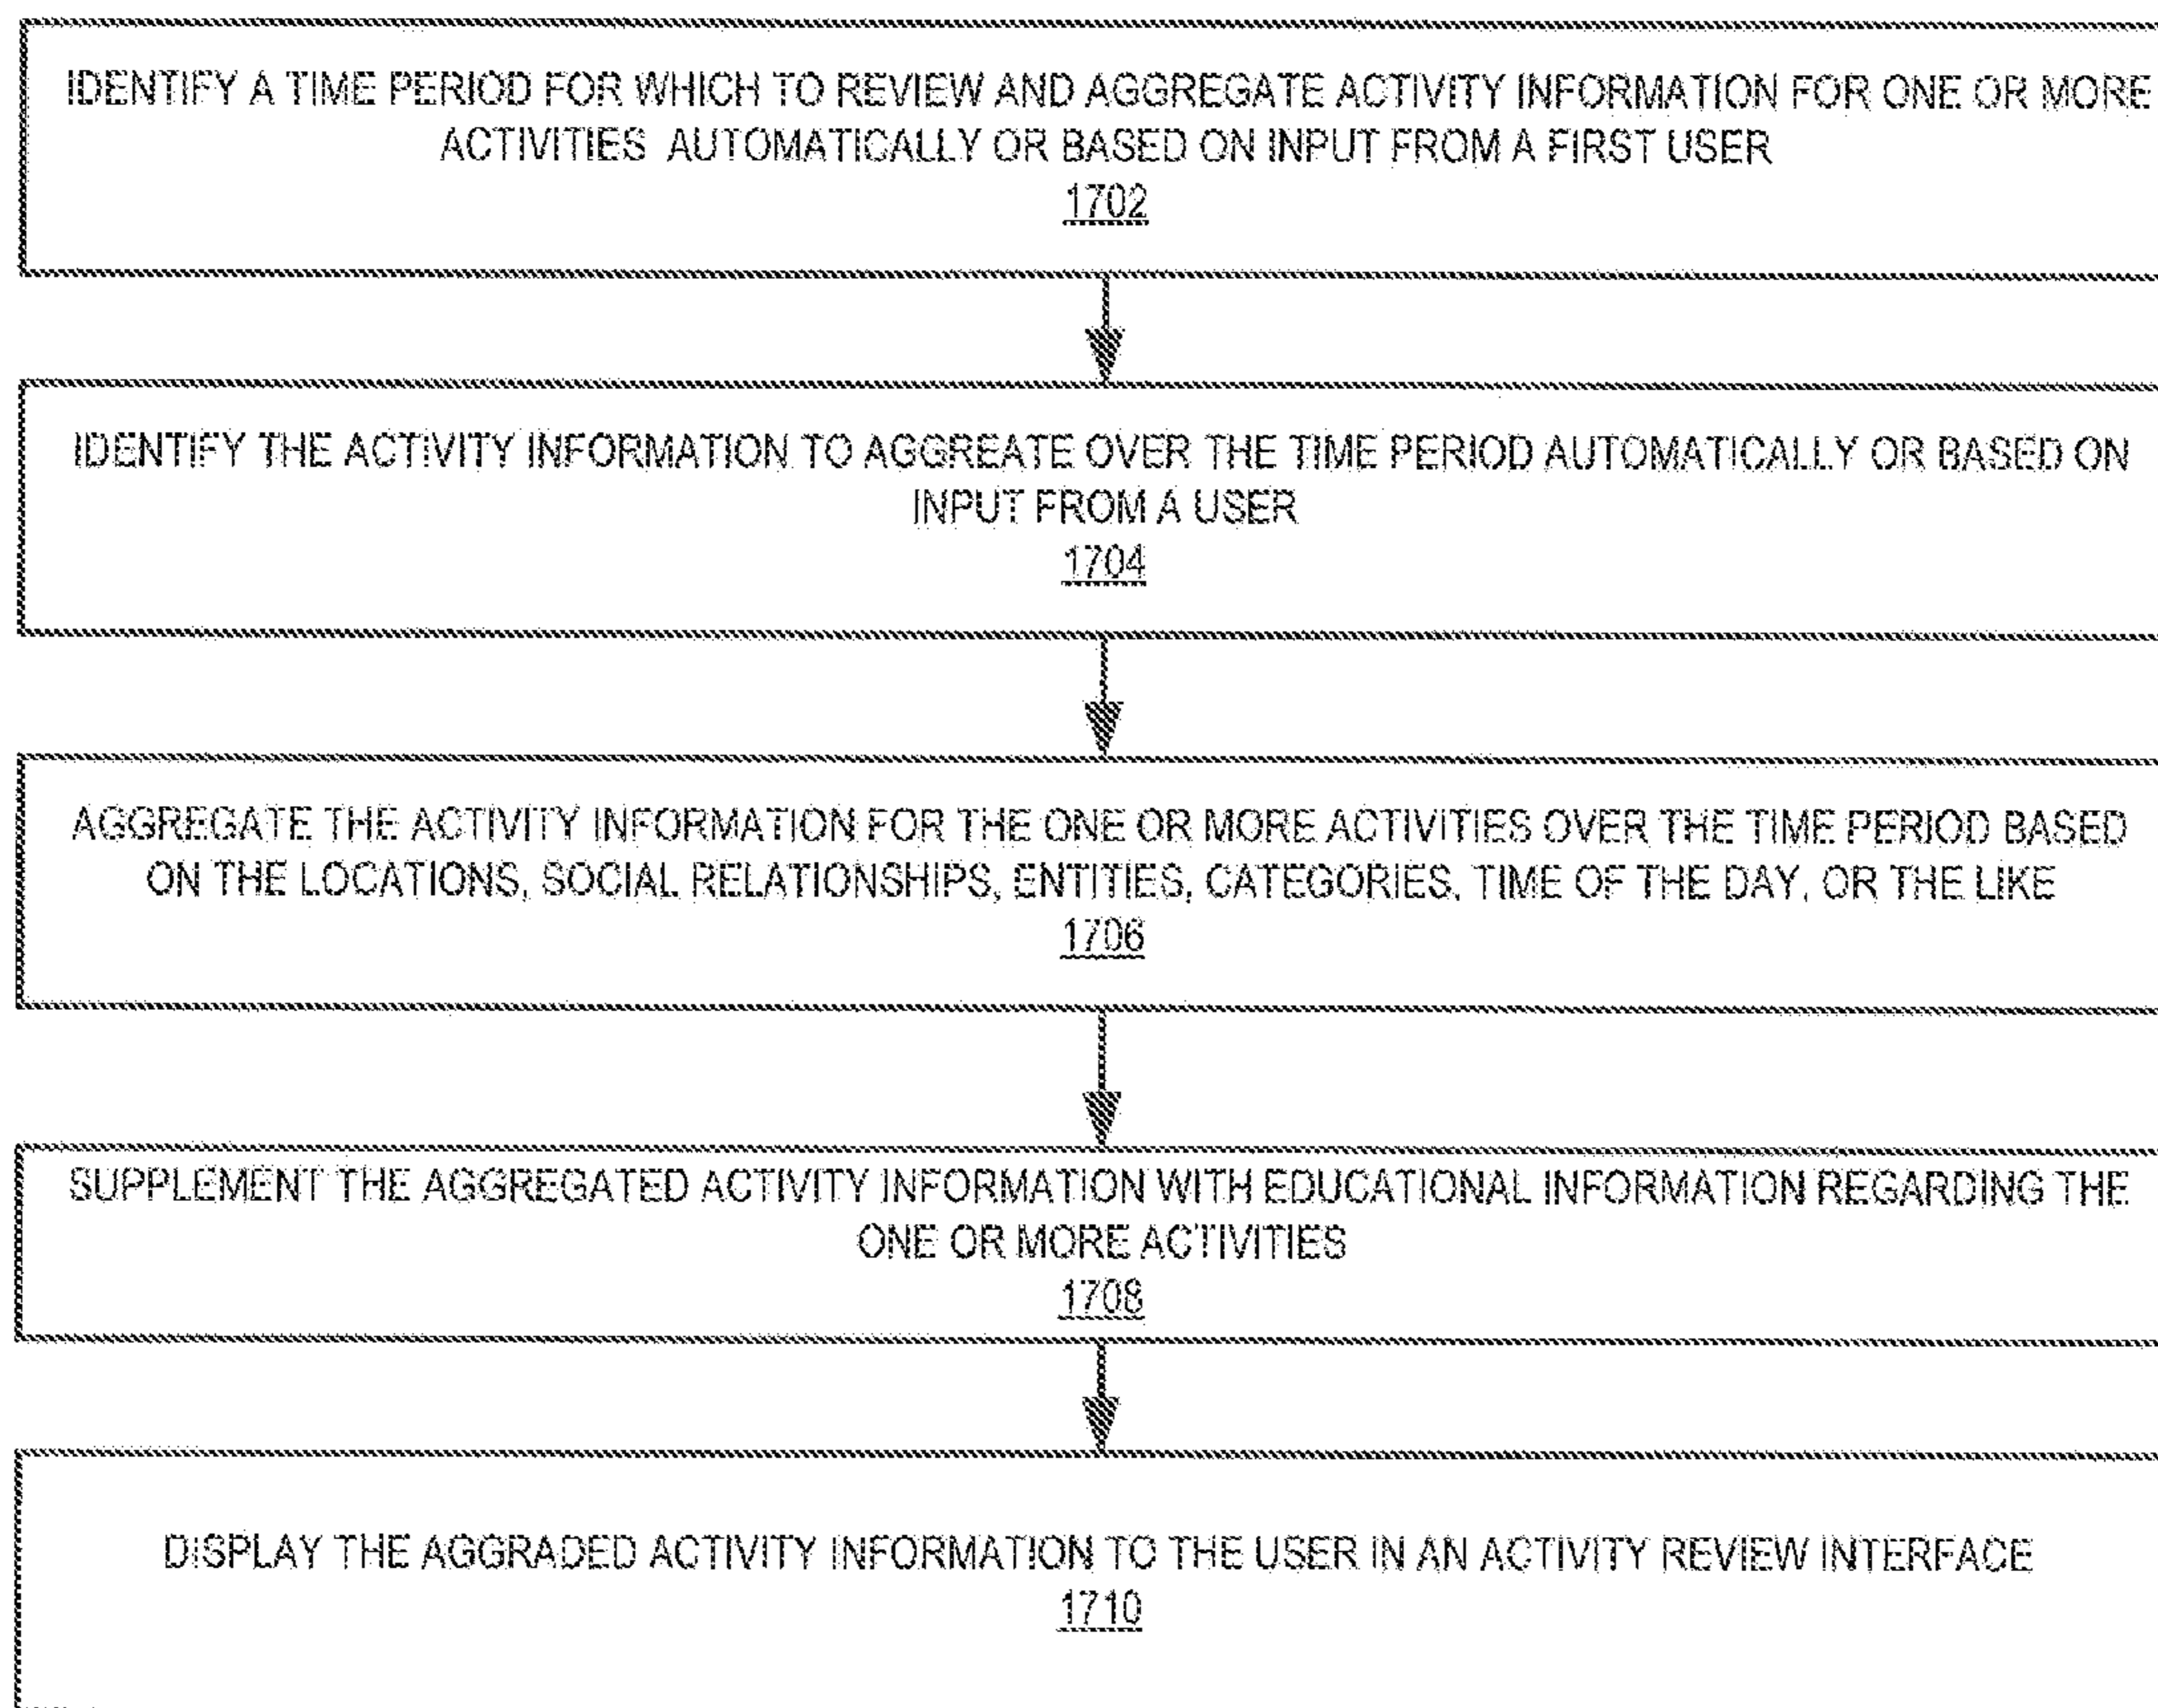 IDENTIFY A TIME PERIOD FOR WHICH TO REVIEW AND AGGREGATE ACTIVITY INFORMATION FOR ONE OR MORE
ACTIVITIES AUTOMATICALLY OR BASED ON INPUT FROM A FIRST USER
1702
IDENTIFY THE ACTIVITY INFORMATION TO AGGREATE OVER THE TIME PERIOD AUTOMATICALLY OR BASED ON
INPUT FROM A USER
1704
AGGREGATE THE ACTIVITY INFORMATION FOR THE ONE OR MORE ACTIVITIES OVER THE TIME PERIOD BASED
ON THE LOCATIONS, SOCIAL RELATIONSHIPS, ENTITIES, CATEGORIES, TIME OF THE DAY, OR THE LIKE
1706
SUPPLEMENT THE AGGREGATED ACTIVITY INFORMATION WITH EDUCATIONAL INFORMATION REGARDING THE
ONE OR MORE ACTIVITIES
1708
DISPLAY THE AGGRADED ACTIVITY INFORMATION TO THE USER IN AN ACTIVITY REVIEW INTERFACE
1710